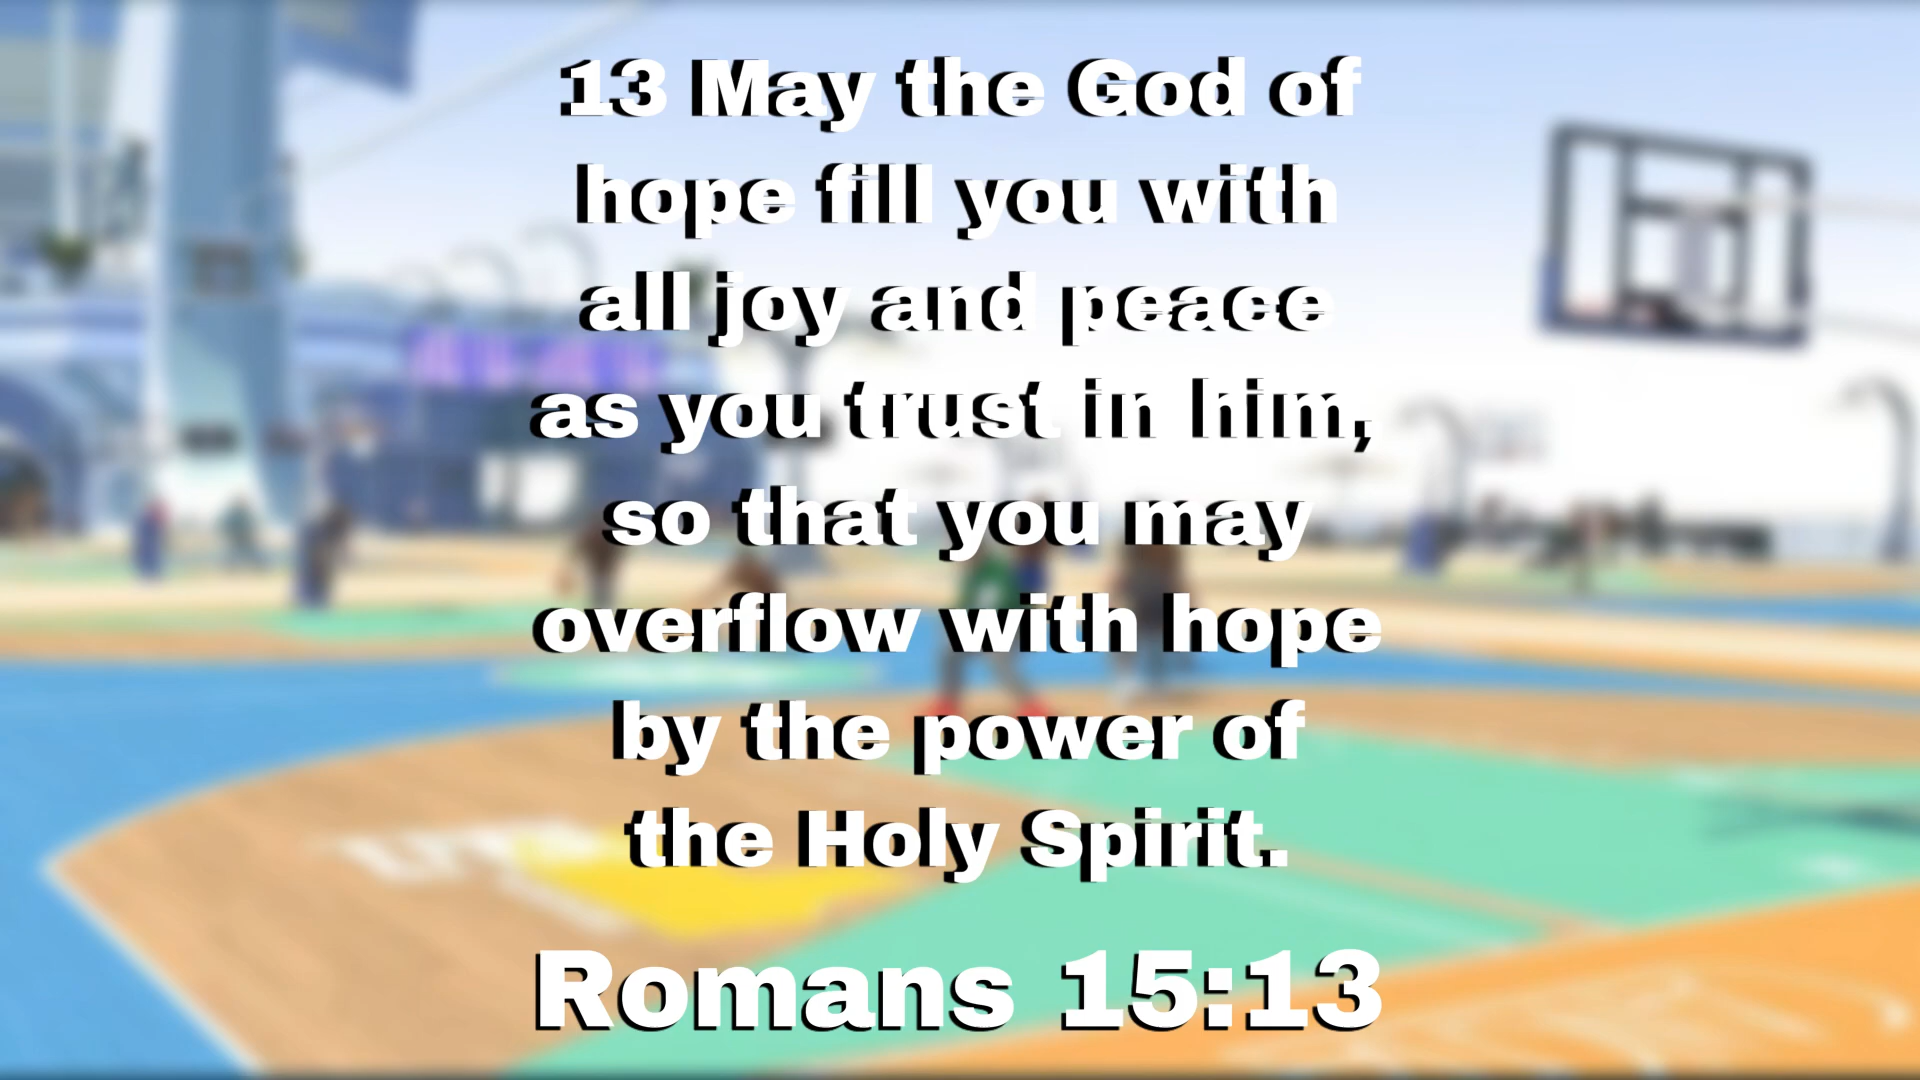 13 May the God of
hope fill you with
all joy and peace
as you trust in him,
so that you may
overflow with hope
by the power of
the Holy Spirit.
Romans 15:13